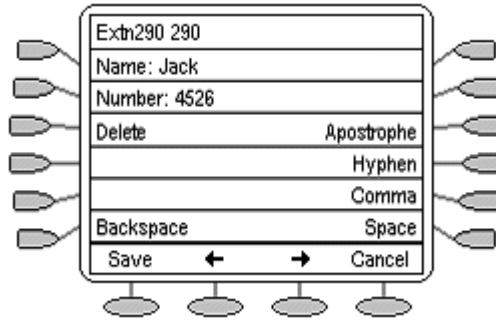 Extn290 290
Name: Jack
Number: 4526
Delete Apostrophe
Hyphen
Comma
Backspace Space
Save ← → Cancel